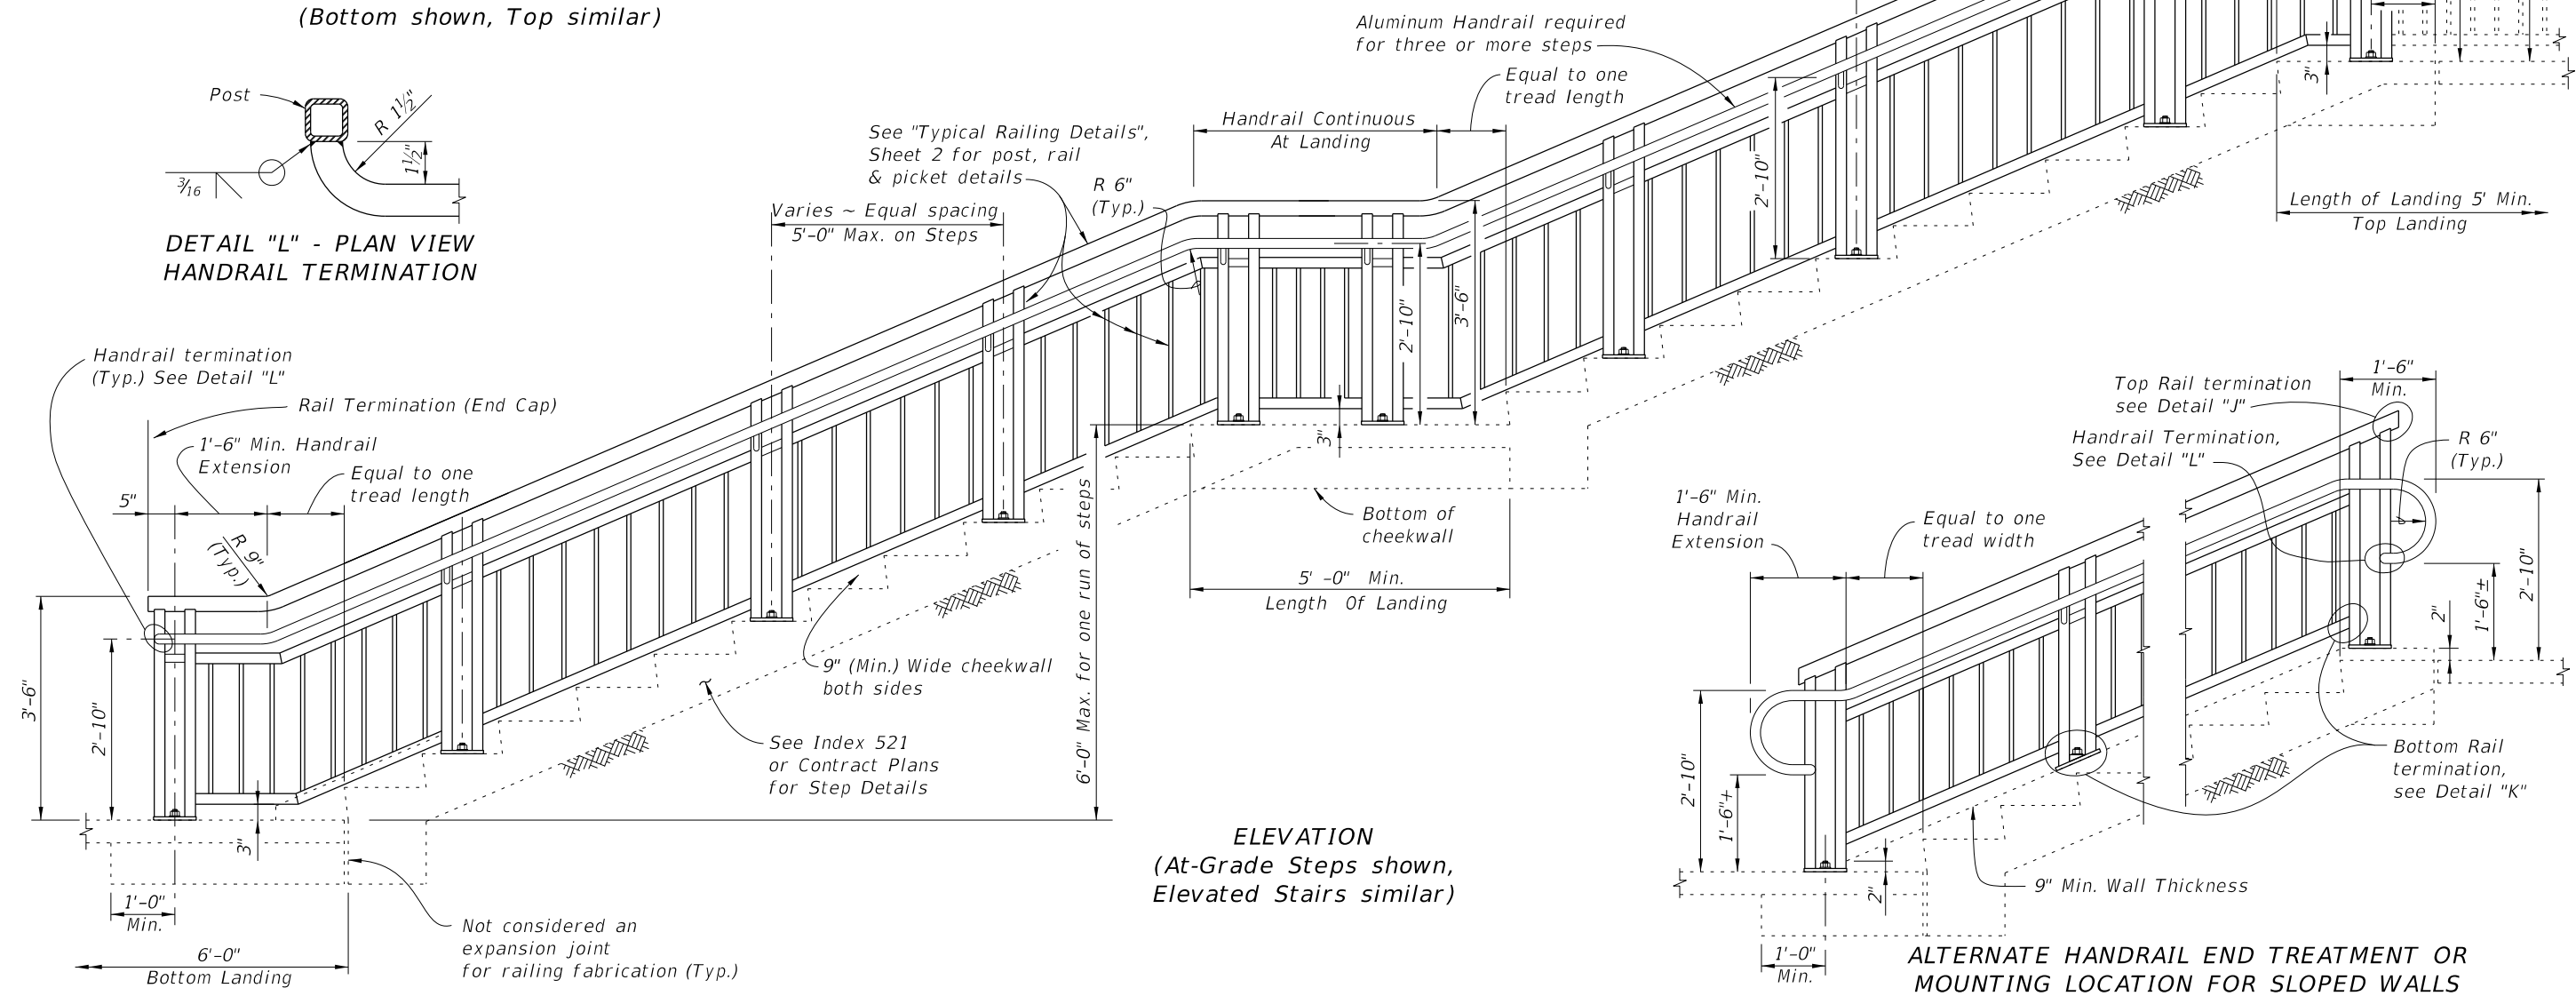 (Bottom shown, Top similar)
Post
R 1½"
1½"
3/16
DETAIL "L" - PLAN VIEW
HANDRAIL TERMINATION
Aluminum Handrail required
for three or more steps
Equal to one
tread length
Handrail Continuous
At Landing
See "Typical Railing Details",
Sheet 2 for post, rail
& picket details
R 6"
(Typ.)
Varies ~ Equal spacing
5'-0" Max. on Steps
2'-10"
3"
Length of Landing 5' Min.
Top Landing
2'-10"
3'-6"
3"
Handrail termination
(Typ.) See Detail "L"
Rail Termination (End Cap)
1'-6" Min. Handrail
Extension
Equal to one
tread length
5"
R 9"
(Typ.)
3'-6"
2'-10"
3"
6'-0" Max. for one run of steps
Bottom of
cheekwall
5' -0" Min.
Length Of Landing
9" (Min.) Wide cheekwall
both sides
See Index 521
or Contract Plans
for Step Details
1'-0"
Min.
6'-0"
Bottom Landing
Not considered an
expansion joint
for railing fabrication (Typ.)
ELEVATION
(At-Grade Steps shown,
Elevated Stairs similar)
1'-6"
Min.
Top Rail termination
see Detail "J"
Handrail Termination,
See Detail "L"
R 6"
(Typ.)
1'-6" Min.
Handrail
Extension
Equal to one
tread width
2'-10"
1'-6"±
2"
2'-10"
1'-6"+
2"
Bottom Rail
termination,
see Detail "K"
9" Min. Wall Thickness
1'-0"
Min.
ALTERNATE HANDRAIL END TREATMENT OR
MOUNTING LOCATION FOR SLOPED WALLS